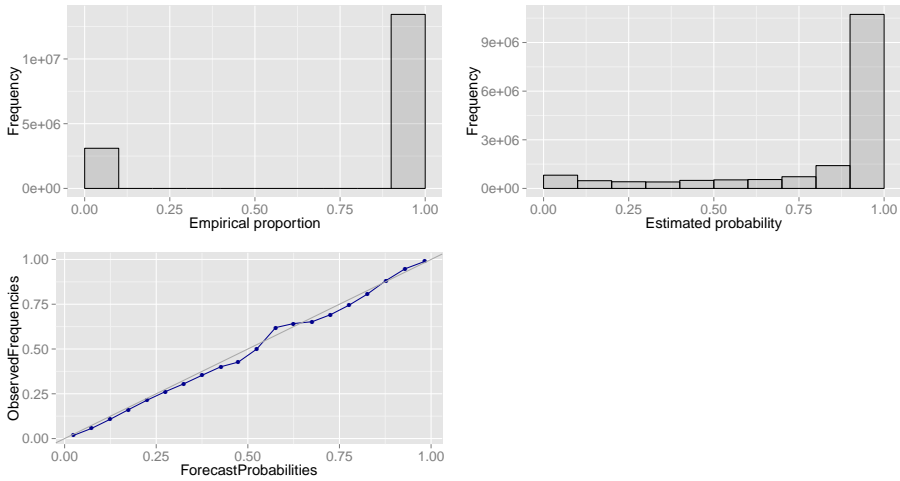 Frequency
1e+07
5e+06
0e+00
0.00 0.25 0.50 0.75 1.00
Empirical proportion
Frequency
9e+06
6e+06
3e+06
0e+00
0.00 0.25 0.50 0.75 1.00
Estimated probability
ObservedFrequencies
1.00
0.75
0.50
0.25
0.00
0.00 0.25 0.50 0.75 1.00
ForecastProbabilities